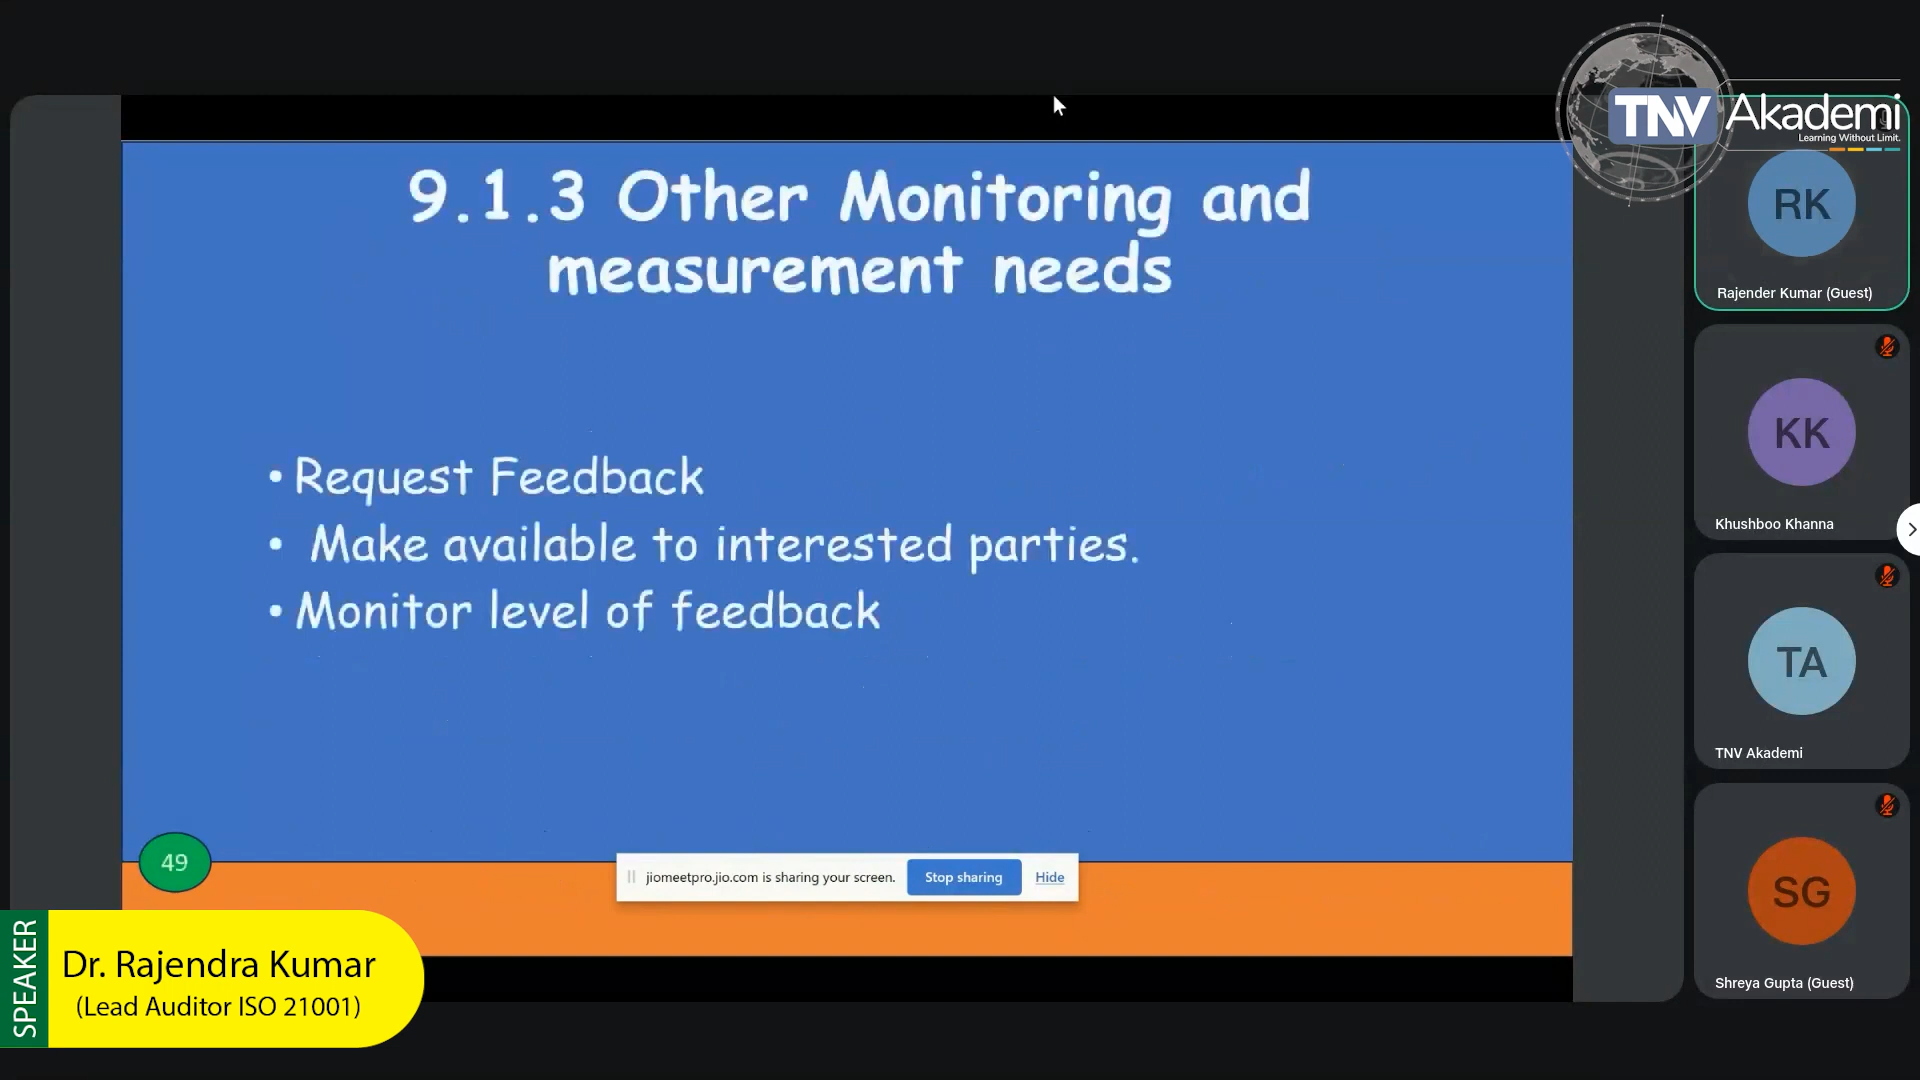 TNV Akademi
Learning Without Limit.
9.1.3 Other Monitoring and
measurement needs
• Request Feedback
• Make available to interested parties.
• Monitor level of feedback
49
jiomeetpro.jio.com is sharing your screen.
Stop sharing
Hide
SPEAKER
Dr. Rajendra Kumar
(Lead Auditor ISO 21001)
RK
Rajender Kumar (Guest)
KK
Khushboo Khanna
TA
TNV Akademi
SG
Shreya Gupta (Guest)